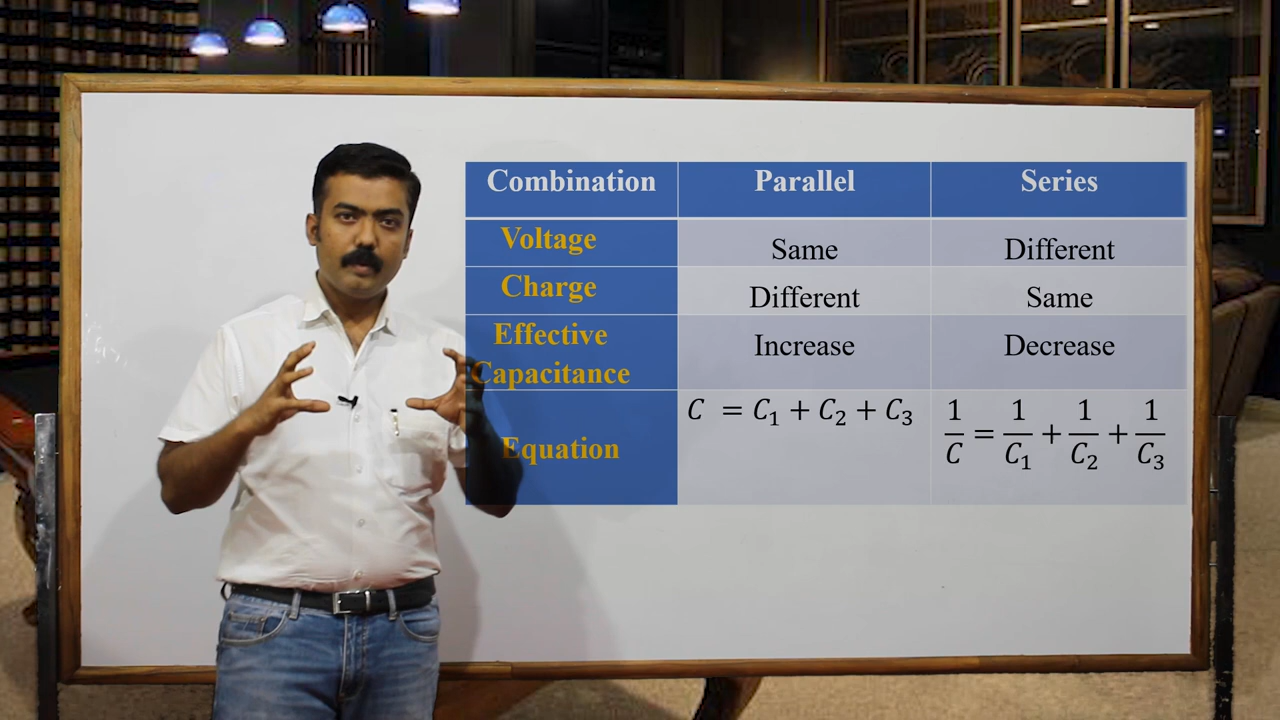 Combination Parallel Series
Voltage Same Different
Charge Different Same
Effective Capacitance Increase Decrease
Equation C = C₁ + C₂ + C₃ 1/C = 1/C₁ + 1/C₂ + 1/C₃